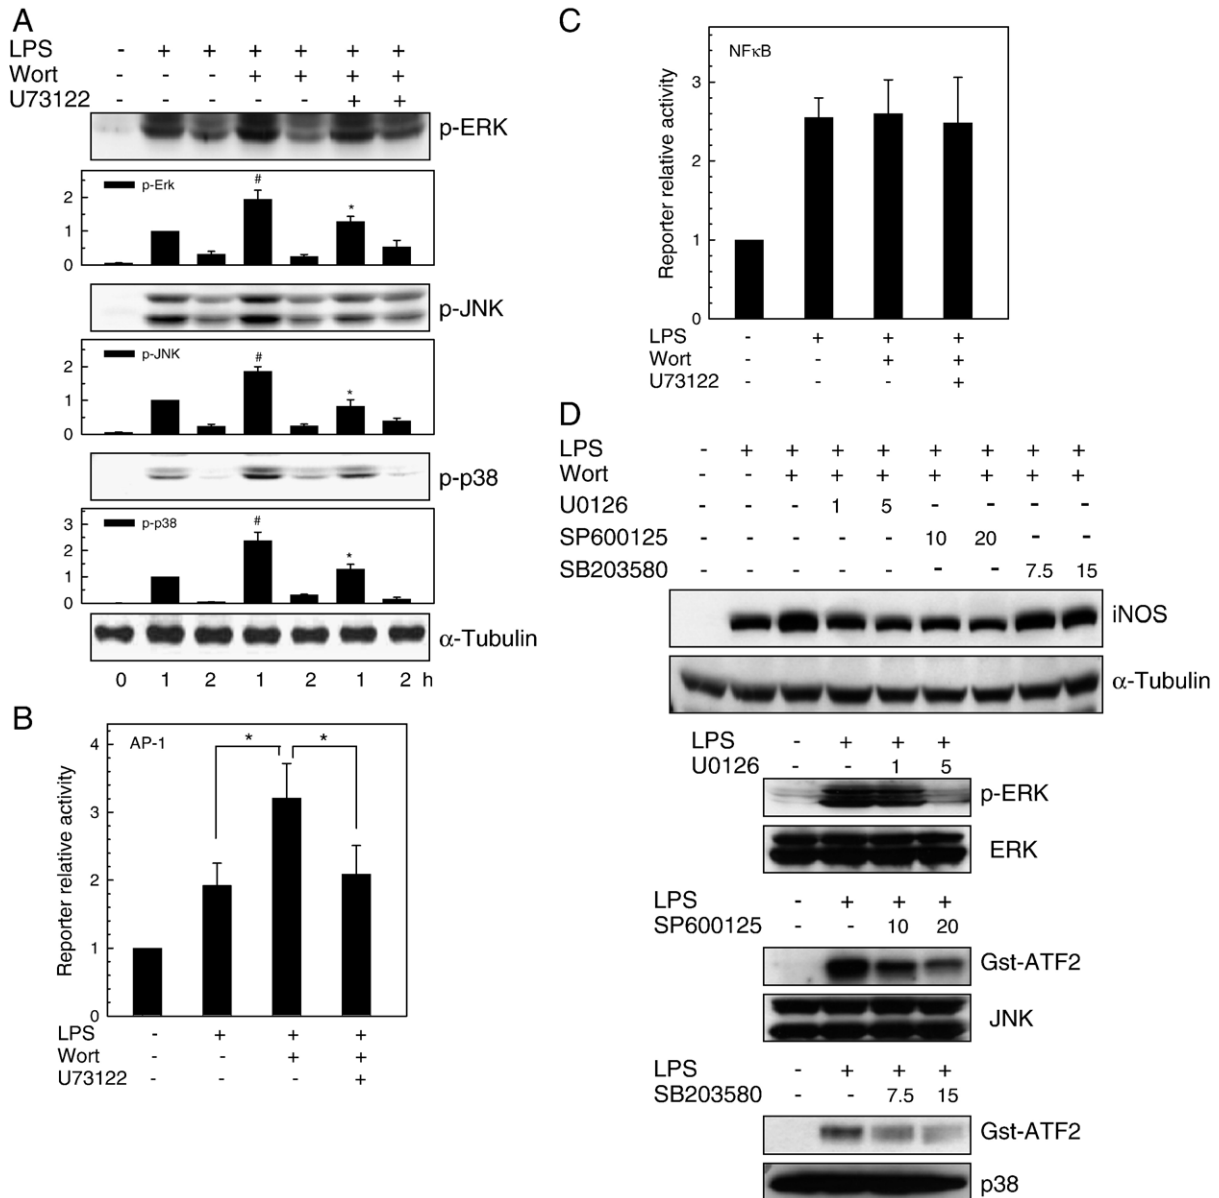 A
LPS - + + + + + +
Wort - - - + + + +
U73122 - - - - - + +
p-ERK
p-Erk
#
*
2
1
0
p-JNK
p-JNK
#
*
2
1
0
p-p38
p-p38
#
*
3
2
1
0
α-Tubulin
0 1 2 1 2 1 2 h
B
AP-1
* *
Reporter relative activity
4
3
2
1
0
LPS - + + +
Wort - - + +
U73122 - - - +
C
NFκB
Reporter relative activity
3
2
1
0
LPS - + + +
Wort - - + +
U73122 - - - +
D
LPS - + + + + + + + +
Wort - - + + + + + + +
U0126 - - - 1 5 - - - -
SP600125 - - - - - 10 20 - -
SB203580 - - - - - - - 7.5 15
iNOS
α-Tubulin
LPS - + + +
U0126 - - 1 5
p-ERK
ERK
LPS - + + +
SP600125 - - 10 20
Gst-ATF2
JNK
LPS - + + +
SB203580 - - 7.5 15
Gst-ATF2
p38